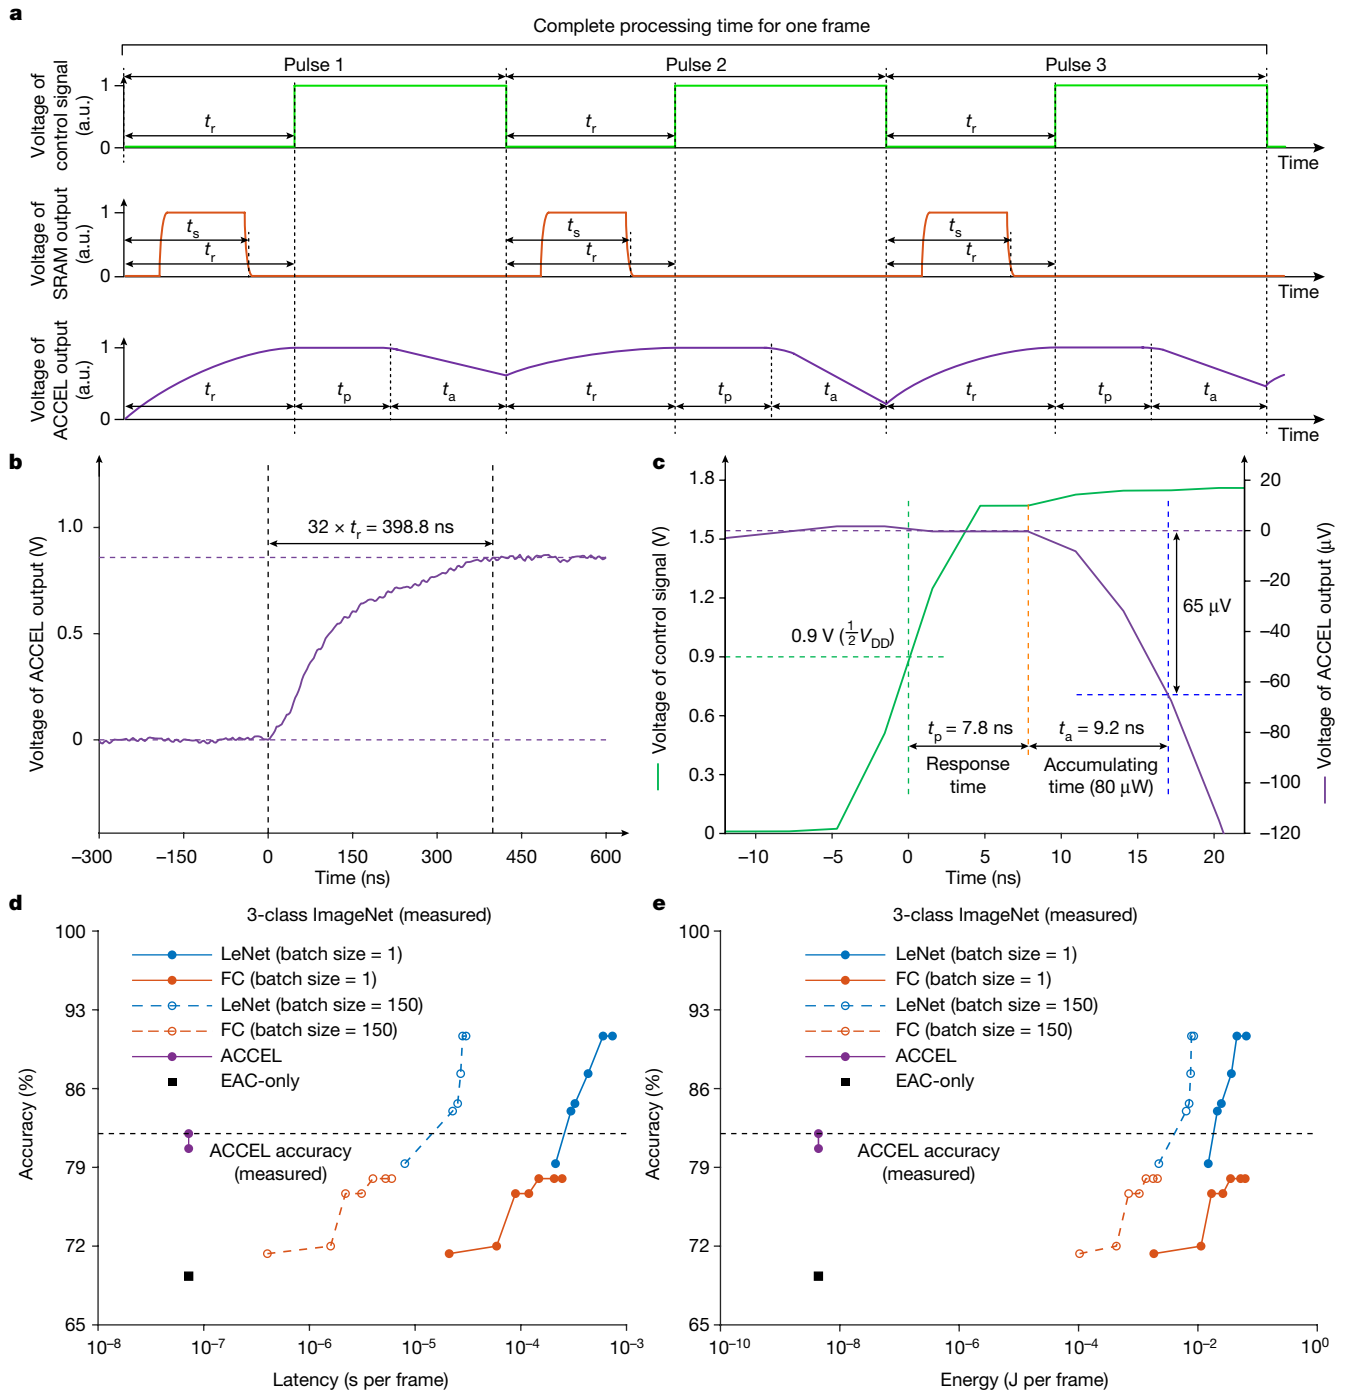 a
Complete processing time for one frame
Pulse 1
Pulse 2
Pulse 3
Voltage of
control signal
(a.u.)
1
0
tr
tr
tr
Time
Voltage of
SRAM output
(a.u.)
1
0
ts
tr
ts
tr
ts
tr
Time
Voltage of
ACCEL output
(a.u.)
1
0
tr
tp
ta
tr
tp
ta
tr
tp
ta
Time
b
Voltage of ACCEL output (V)
1.0
0.5
0
32 × tr = 398.8 ns
−300
−150
0
150
300
450
600
Time (ns)
c
Voltage of control signal (V)
1.8
1.5
1.2
0.9
0.6
0.3
0
0.9 V (½VDD)
tp = 7.8 ns
Response
time
ta = 9.2 ns
Accumulating
time (80 μW)
65 μV
20
0
−20
−40
−60
−80
−100
−120
Voltage of ACCEL output (μV)
−10
−5
0
5
10
15
20
Time (ns)
d
3-class ImageNet (measured)
Accuracy (%)
100
93
86
79
72
65
LeNet (batch size = 1)
FC (batch size = 1)
LeNet (batch size = 150)
FC (batch size = 150)
ACCEL
EAC-only
ACCEL accuracy
(measured)
10⁻⁸
10⁻⁷
10⁻⁶
10⁻⁵
10⁻⁴
10⁻³
Latency (s per frame)
e
3-class ImageNet (measured)
Accuracy (%)
100
93
86
79
72
65
LeNet (batch size = 1)
FC (batch size = 1)
LeNet (batch size = 150)
FC (batch size = 150)
ACCEL
EAC-only
ACCEL accuracy
(measured)
10⁻¹⁰
10⁻⁸
10⁻⁶
10⁻⁴
10⁻²
10⁰
Energy (J per frame)